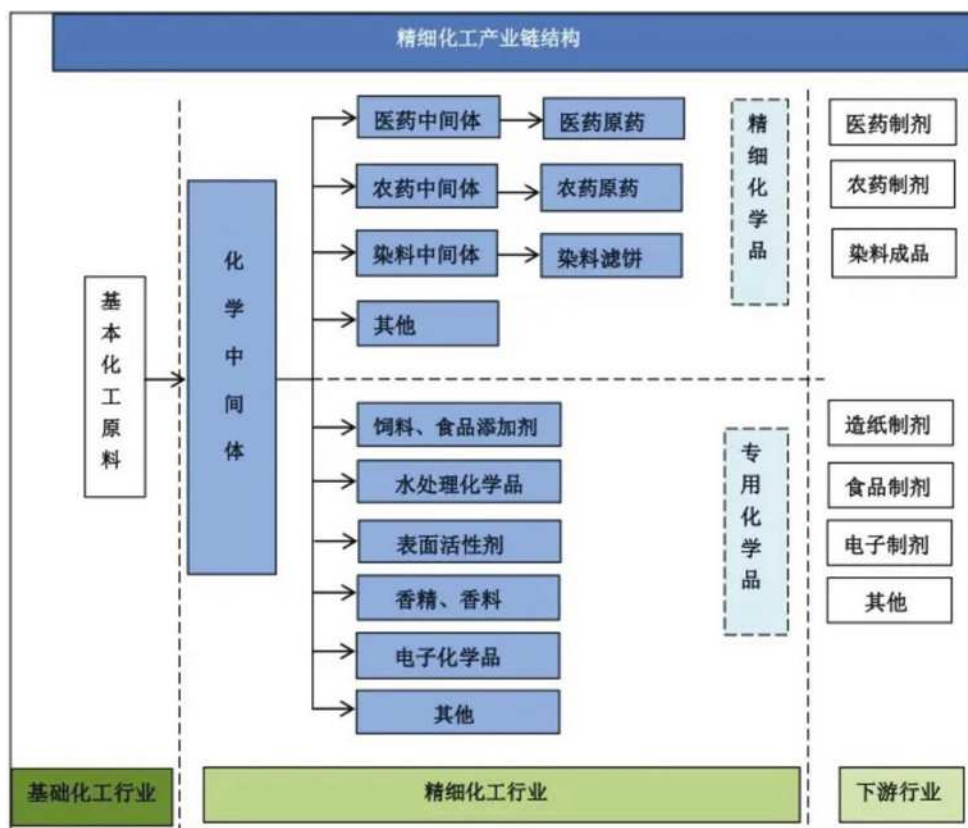 精细化工产业链结构
基本化工原料
化学中间体
医药中间体
医药原药
农药中间体
农药原药
染料中间体
染料滤饼
其他
饲料、食品添加剂
水处理化学品
表面活性剂
香精、香料
电子化学品
其他
精细化学品
专用化学品
医药制剂
农药制剂
染料成品
造纸制剂
食品制剂
电子制剂
其他
基础化工行业
精细化工行业
下游行业